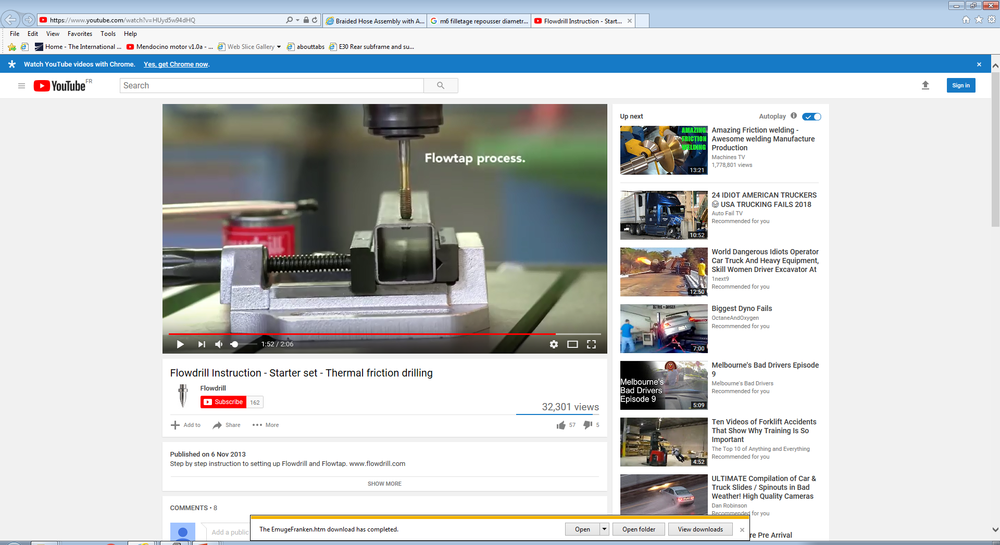 https://www.youtube.com/watch?v=HUyd5w94dHQ
Braided Hose Assembly with A...
m6 filletage repousser diametr...
Flowdrill Instruction - Start...
File Edit View Favorites Tools Help
Home - The International ...
Mendocino motor v1.0a - ...
Web Slice Gallery
abouttabs
E30 Rear subframe and su...
Watch YouTube videos with Chrome. Yes, get Chrome now.
YouTube FR
Search
Sign in
Flowtap process.
1:52 / 2:06
Flowdrill Instruction - Starter set - Thermal friction drilling
Flowdrill
Subscribe 162
32,301 views
Add to Share More
57 5
Published on 6 Nov 2013
Step by step instruction to setting up Flowdrill and Flowtap. www.flowdrill.com
SHOW MORE
COMMENTS • 8
Add a public
Up next
Autoplay
AMAZING
FRICTION
WELDING
13:21
Amazing Friction welding -
Awesome welding Manufacture
Production
Machines TV
1,778,801 views
10:52
24 IDIOT AMERICAN TRUCKERS
😂 USA TRUCKING FAILS 2018
Auto Fail TV
Recommended for you
12:50
World Dangerous Idiots Operator
Car Truck And Heavy Equipment,
Skill Women Driver Excavator At
1next9
Recommended for you
OCTANE + OXYGEN
7:00
Biggest Dyno Fails
OctaneAndOxygen
Recommended for you
Melbourne's
Bad Drivers
Episode 9
5:09
Melbourne's Bad Drivers Episode
9
Melbourne's Bad Drivers
Recommended for you
4:52
Ten Videos of Forklift Accidents
That Show Why Training Is So
Important
The Top 10 of Anything and Everything
Recommended for you
ULTIMATE Compilation of Car &
Truck Slides / Spinouts in Bad
Weather! High Quality Cameras
Dan Robinson
Recommended for you
re Pre Arrival
The EmugeFranken.htm download has completed.
Open
Open folder
View downloads